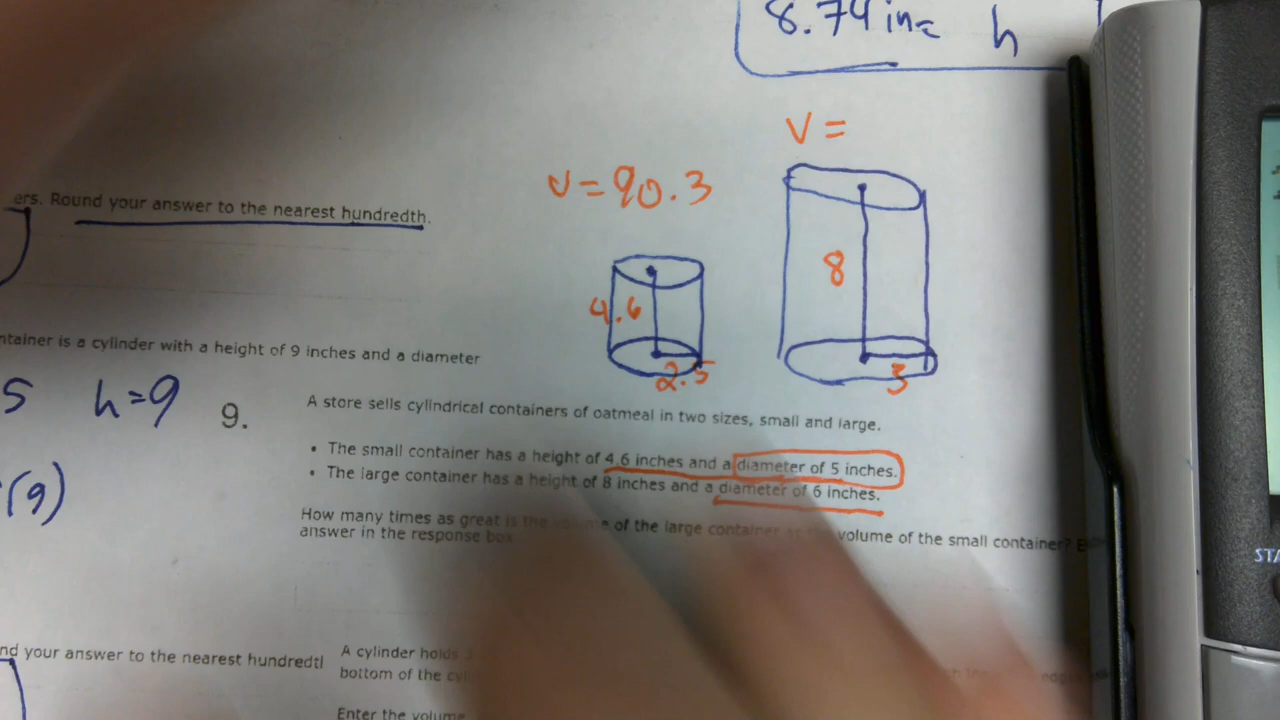 8.74 in= h
V =
V = 90.3
ers. Round your answer to the nearest hundredth.
8
4.6
2.5
3
ntainer is a cylinder with a height of 9 inches and a diameter
5 h=9
(9)
9.
A store sells cylindrical containers of oatmeal in two sizes, small and large.
• The small container has a height of 4.6 inches and a diameter of 5 inches.
• The large container has a height of 8 inches and a diameter of 6 inches.
How many times as great is the volume of the large container as the volume of the small container?
answer in the response box
nd your answer to the nearest hundredtl
A cylinder holds
bottom of the
Enter the volume
STA